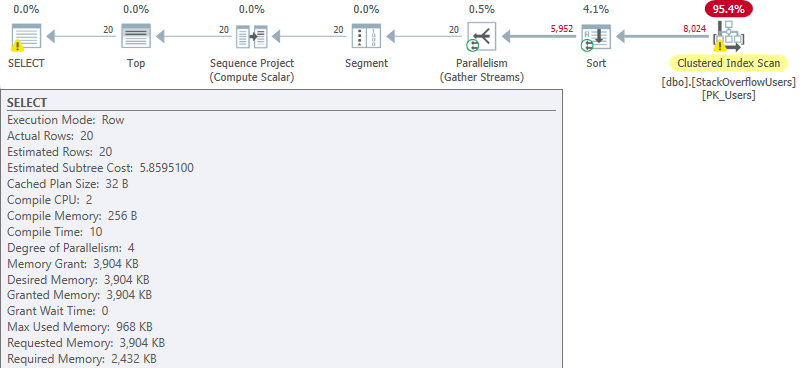 0.0% 0.0% 0.0% 0.0% 0.5% 4.1% 95.4%
20 20 20 20 5,952 8,024
SELECT Top Sequence Project Segment Parallelism Sort Clustered Index Scan
(Compute Scalar) (Gather Streams) [dbo].[StackOverflowUsers]
[PK_Users]
SELECT
Execution Mode: Row
Actual Rows: 20
Estimated Rows: 20
Estimated Subtree Cost: 5.8595100
Cached Plan Size: 32 B
Compile CPU: 2
Compile Memory: 256 B
Compile Time: 10
Degree of Parallelism: 4
Memory Grant: 3,904 KB
Desired Memory: 3,904 KB
Granted Memory: 3,904 KB
Grant Wait Time: 0
Max Used Memory: 968 KB
Requested Memory: 3,904 KB
Required Memory: 2,432 KB